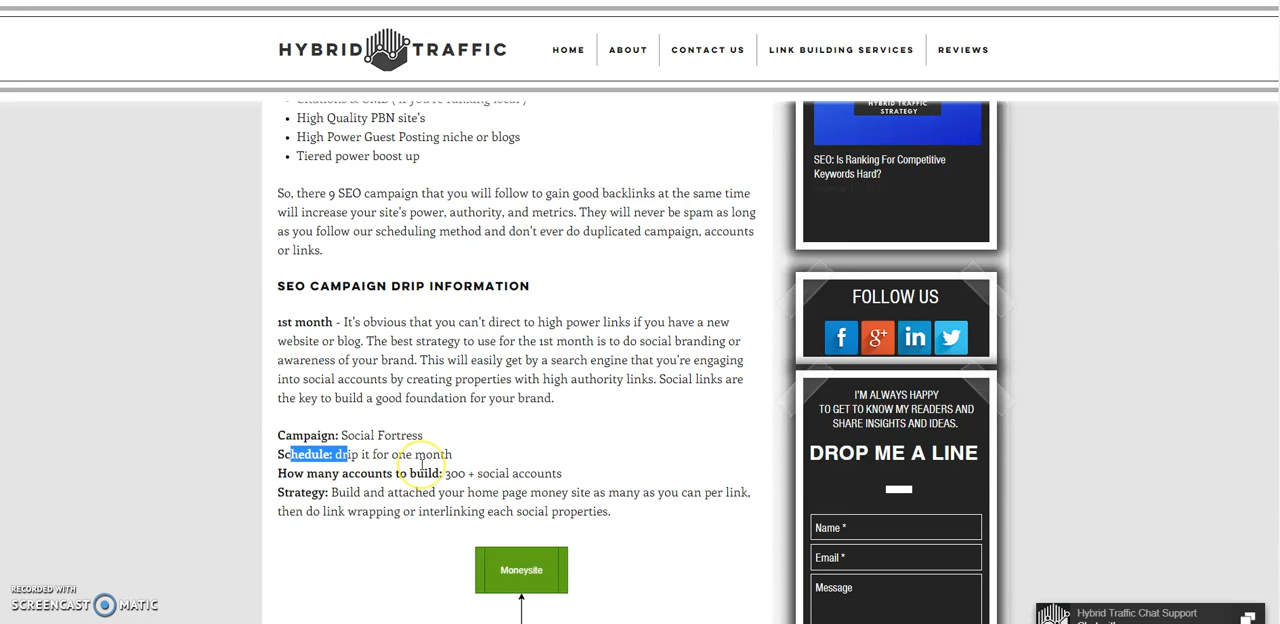 HYBRID TRAFFIC
HOME
ABOUT
CONTACT US
LINK BUILDING SERVICES
REVIEWS
Citations & GMB ( if you're ranking local )
• High Quality PBN site's
• High Power Guest Posting niche or blogs
• Tiered power boost up
So, there 9 SEO campaign that you will follow to gain good backlinks at the same time
will increase your site's power, authority, and metrics. They will never be spam as long
as you follow our scheduling method and don't ever do duplicated campaign, accounts
or links.
SEO CAMPAIGN DRIP INFORMATION
1st month - It's obvious that you can't direct to high power links if you have a new
website or blog. The best strategy to use for the 1st month is to do social branding or
awareness of your brand. This will easily get by a search engine that you're engaging
into social accounts by creating properties with high authority links. Social links are
the key to build a good foundation for your brand.
Campaign: Social Fortress
Schedule: drip it for one month
How many accounts to build: 300 + social accounts
Strategy: Build and attached your home page money site as many as you can per link,
then do link wrapping or interlinking each social properties.
Moneysite
HYBRID TRAFFIC
STRATEGY
SEO: Is Ranking For Competitive
Keywords Hard?
FOLLOW US
f
g+
in
I'M ALWAYS HAPPY
TO GET TO KNOW MY READERS AND
SHARE INSIGHTS AND IDEAS.
DROP ME A LINE
Name *
Email *
Message
Hybrid Traffic Chat Support
RECORDED WITH
SCREENCAST MATIC